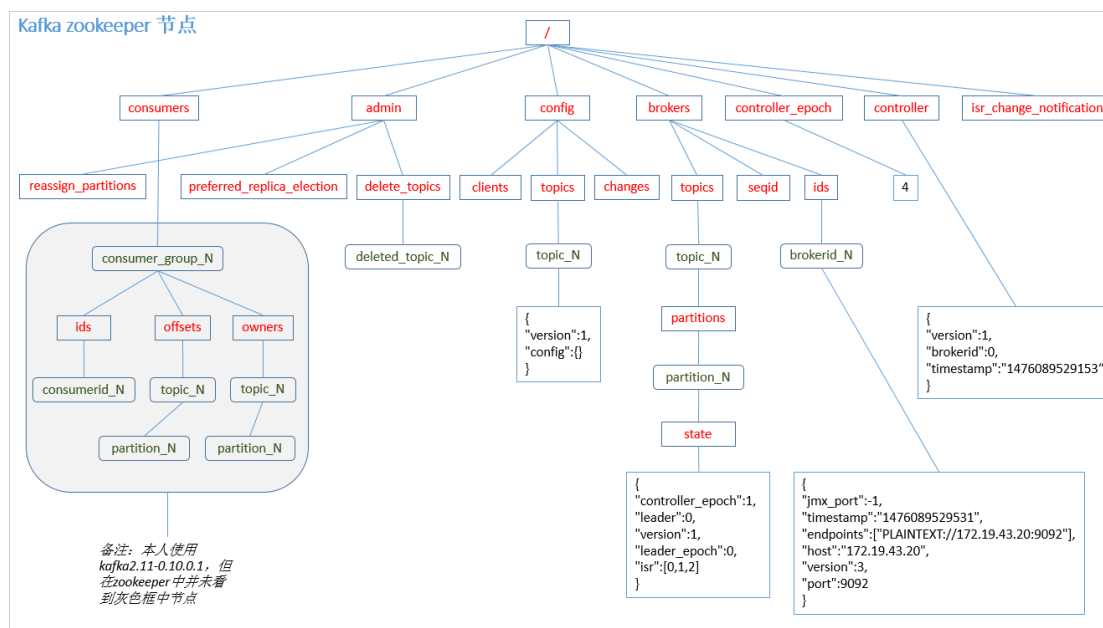 Kafka zookeeper 节点
/
consumers
admin
config
brokers
controller_epoch
controller
isr_change_notification
reassign_partitions
preferred_replica_election
delete_topics
clients
topics
changes
topics
seqid
ids
4
consumer_group_N
deleted_topic_N
topic_N
topic_N
brokerid_N
ids
offsets
owners
consumerid_N
topic_N
topic_N
partition_N
partition_N
{
"version":1,
"config":{}
}
partitions
partition_N
state
{
"version":1,
"brokerid":0,
"timestamp":"1476089529153"
}
{
"controller_epoch":1,
"leader":0,
"version":1,
"leader_epoch":0,
"isr":[0,1,2]
}
{
"jmx_port":-1,
"timestamp":"1476089529531",
"endpoints":["PLAINTEXT://172.19.43.20:9092"],
"host":"172.19.43.20",
"version":3,
"port":9092
}
备注：本人使用
kafka2.11-0.10.0.1，但
在zookeeper中并未看
到灰色框中节点